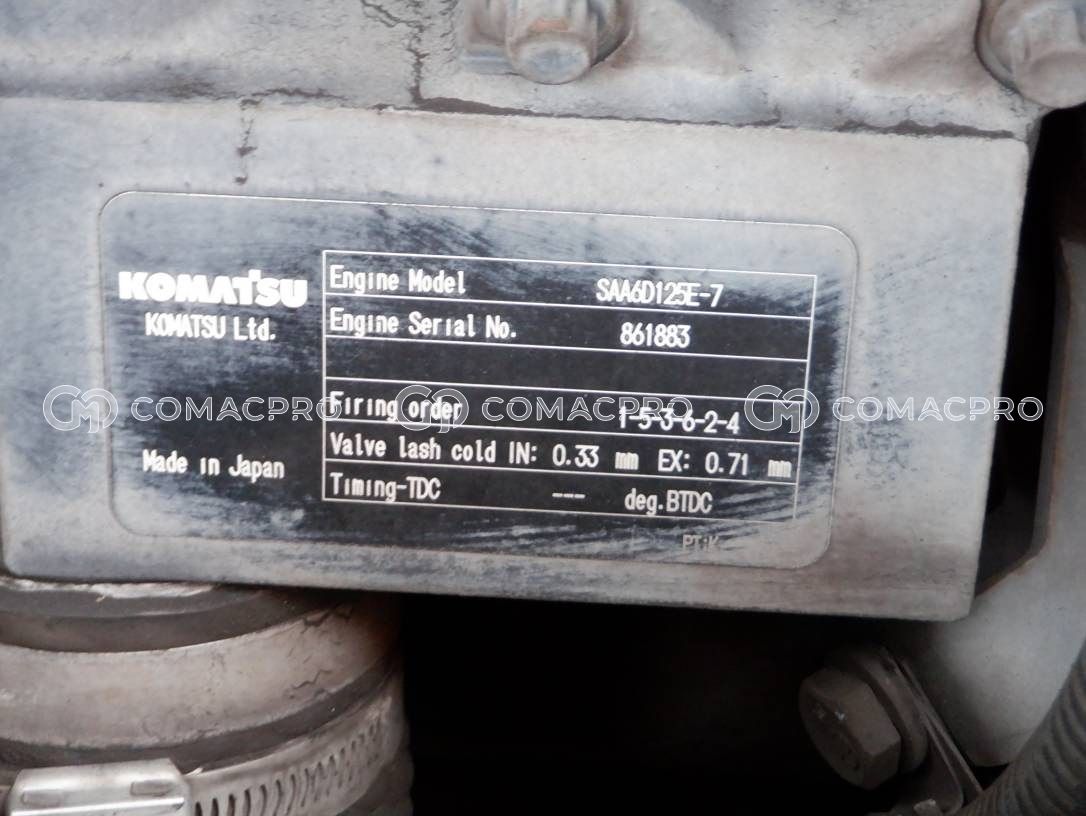 KOMATSU
KOMATSU Ltd.
Made in Japan
Engine Model SAA6D125E-7
Engine Serial No. 861883
Firing order 1-5-3-6-2-4
Valve lash cold IN: 0.33 mm EX: 0.71 mm
Timing-TDC --- deg.BTDC
COMACPRO COMACPRO COMACPRO